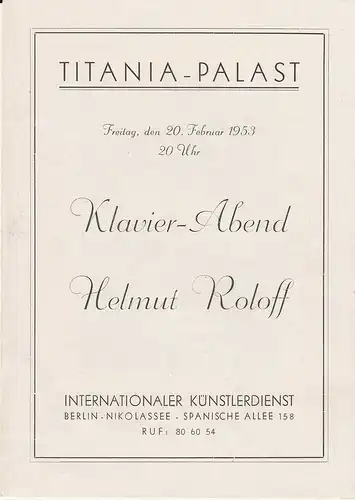 TITANIA-PALAST
Freitag, den 20. Februar 1953
20 Uhr
Klavier-Abend
Helmut Roloff
INTERNATIONALER KÜNSTLERDIENST
BERLIN-NIKOLASSEE - SPANISCHE ALLEE 158
RUF: 80 60 54